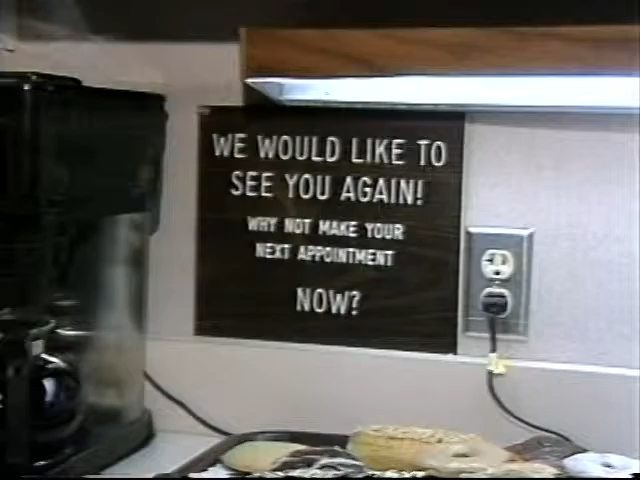 WE WOULD LIKE TO
SEE YOU AGAIN!
WHY NOT MAKE YOUR
NEXT APPOINTMENT
NOW?